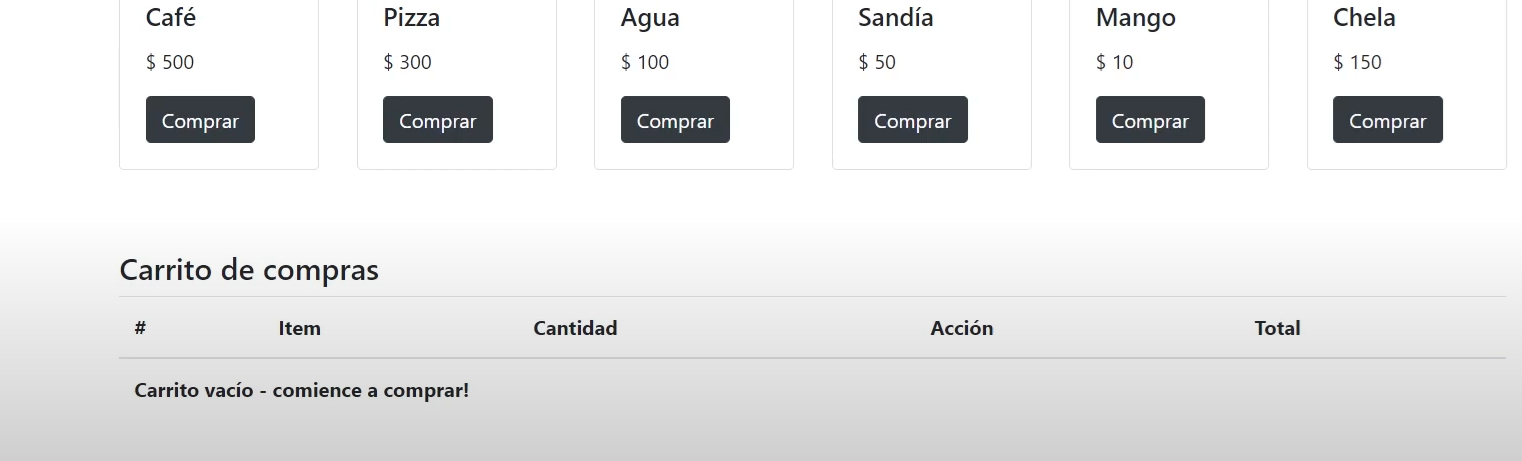 Café Pizza Agua Sandía Mango Chela
$ 500 $ 300 $ 100 $ 50 $ 10 $ 150
Comprar Comprar Comprar Comprar Comprar Comprar
Carrito de compras
# Item Cantidad Acción Total
Carrito vacío - comience a comprar!